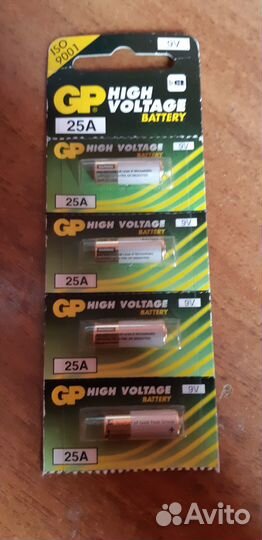 ISO
9001
9V
GP HIGH
VOLTAGE
BATTERY
25A
GP HIGH VOLTAGE 9V
BATTERY
25A
GP HIGH VOLTAGE 9V
BATTERY
25A
GP HIGH VOLTAGE 9V
BATTERY
25A
GP HIGH VOLTAGE 9V
BATTERY
25A
+
Avito